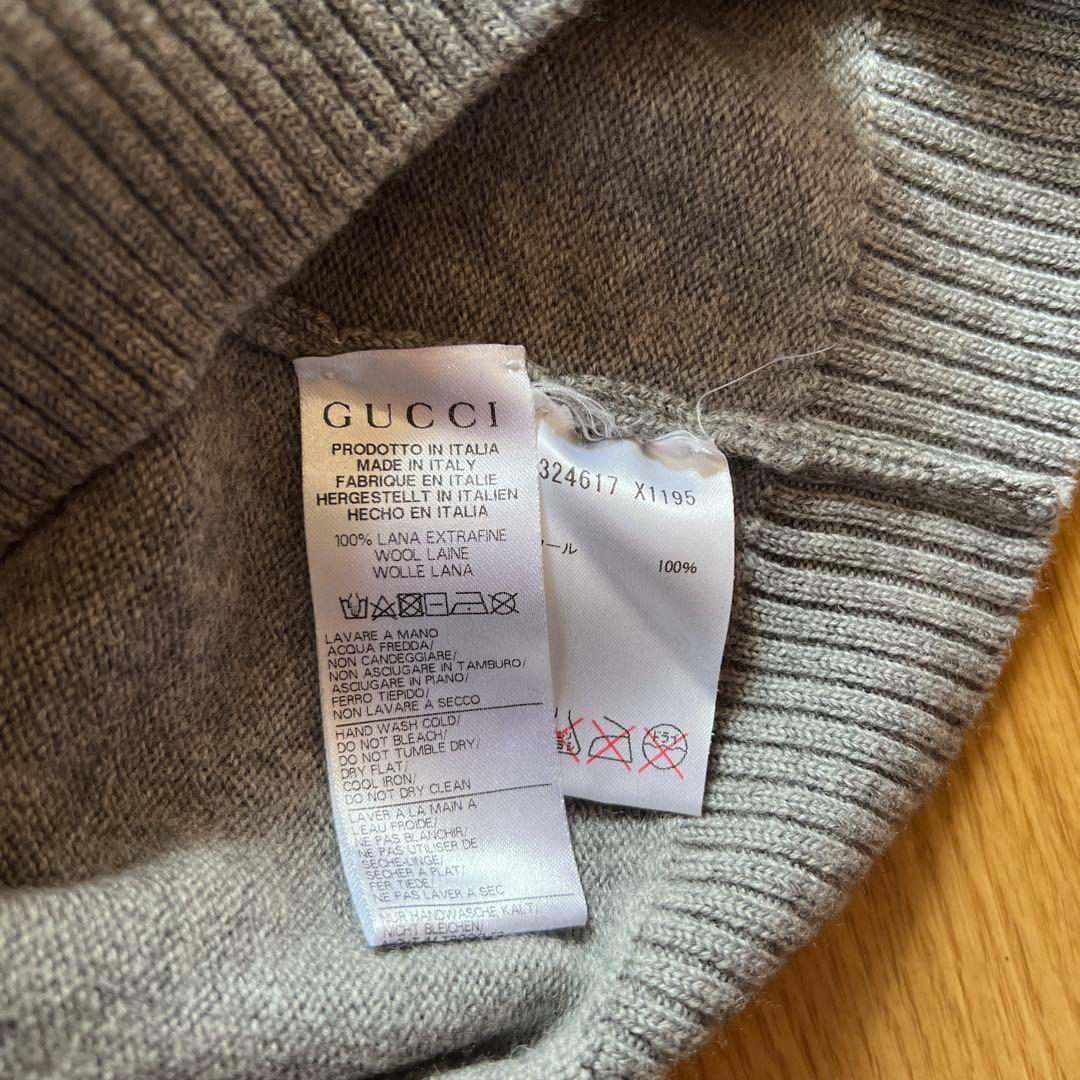 GUCCI
PRODOTTO IN ITALIA
MADE IN ITALY
FABRIQUE EN ITALIE
HERGESTELLT IN ITALIEN
HECHO EN ITALIA
100% LANA EXTRAFINE
WOOL LAINE
WOLLE LANA
LAVARE A MANO
ACQUA FREDDA/
NON CANDEGGIARE/
NON ASCIUGARE IN TAMBURO/
ASCIUGARE IN PIANO/
FERRO TIEPIDO/
NON LAVARE A SECCO
HAND WASH COLD/
DO NOT BLEACH/
DO NOT TUMBLE DRY/
DRY FLAT/
COOL IRON/
DO NOT DRY CLEAN
LAVER A LA MAIN A
L'EAU FROIDE/
NE PAS BLANCHIR/
NE PAS UTILISER DE
SECHE-LINGE/
SECHER A PLAT/
FER TIEDE/
NE PAS LAVER A SEC
NUR HANDWASCHE KALT/
NICHT BLEICHEN/
324617 X1195
ール
100%
ドライ